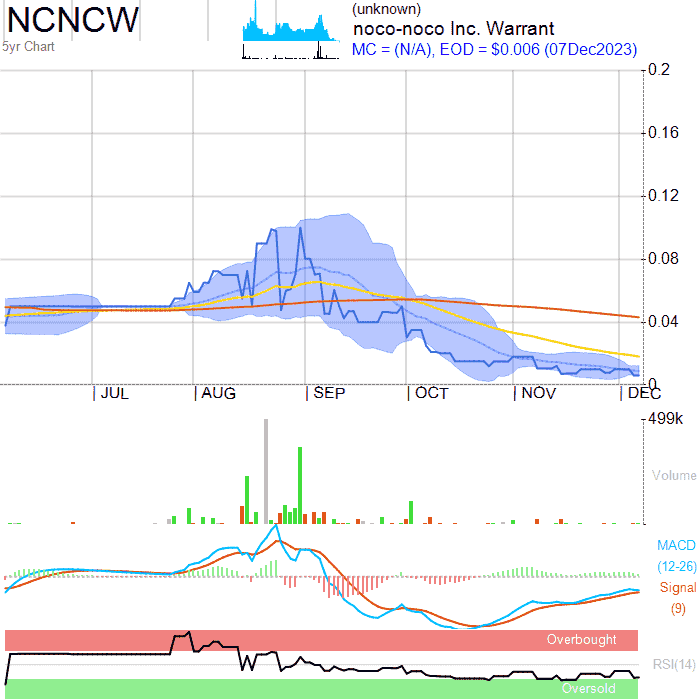 NCNCW
5yr Chart
(unknown)
noco-noco Inc. Warrant
MC = (N/A), EOD = $0.006 (07Dec2023)
0.2
0.16
0.12
0.08
0.04
0
JUL AUG SEP OCT NOV DEC
499k
Volume
MACD
(12-26)
Signal
(9)
Overbought
RSI(14)
Oversold